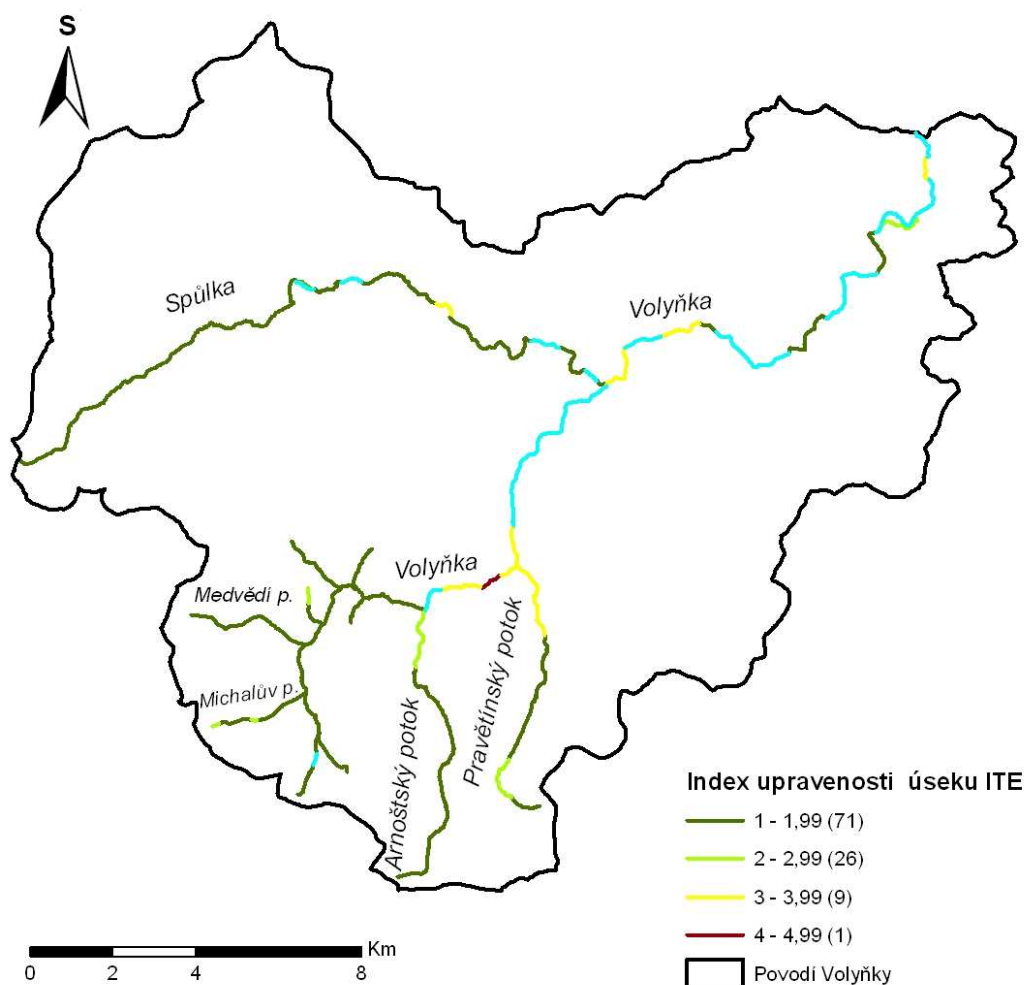 S
Spůlka
Volyňka
Volyňka
Medvědí p.
Michalův p.
Arnoštský potok
Pravětínský potok
Index upravenosti úseku ITE
1 - 1,99 (71)
2 - 2,99 (26)
3 - 3,99 (9)
4 - 4,99 (1)
Povodí Volyňky
Km
0 2 4 8